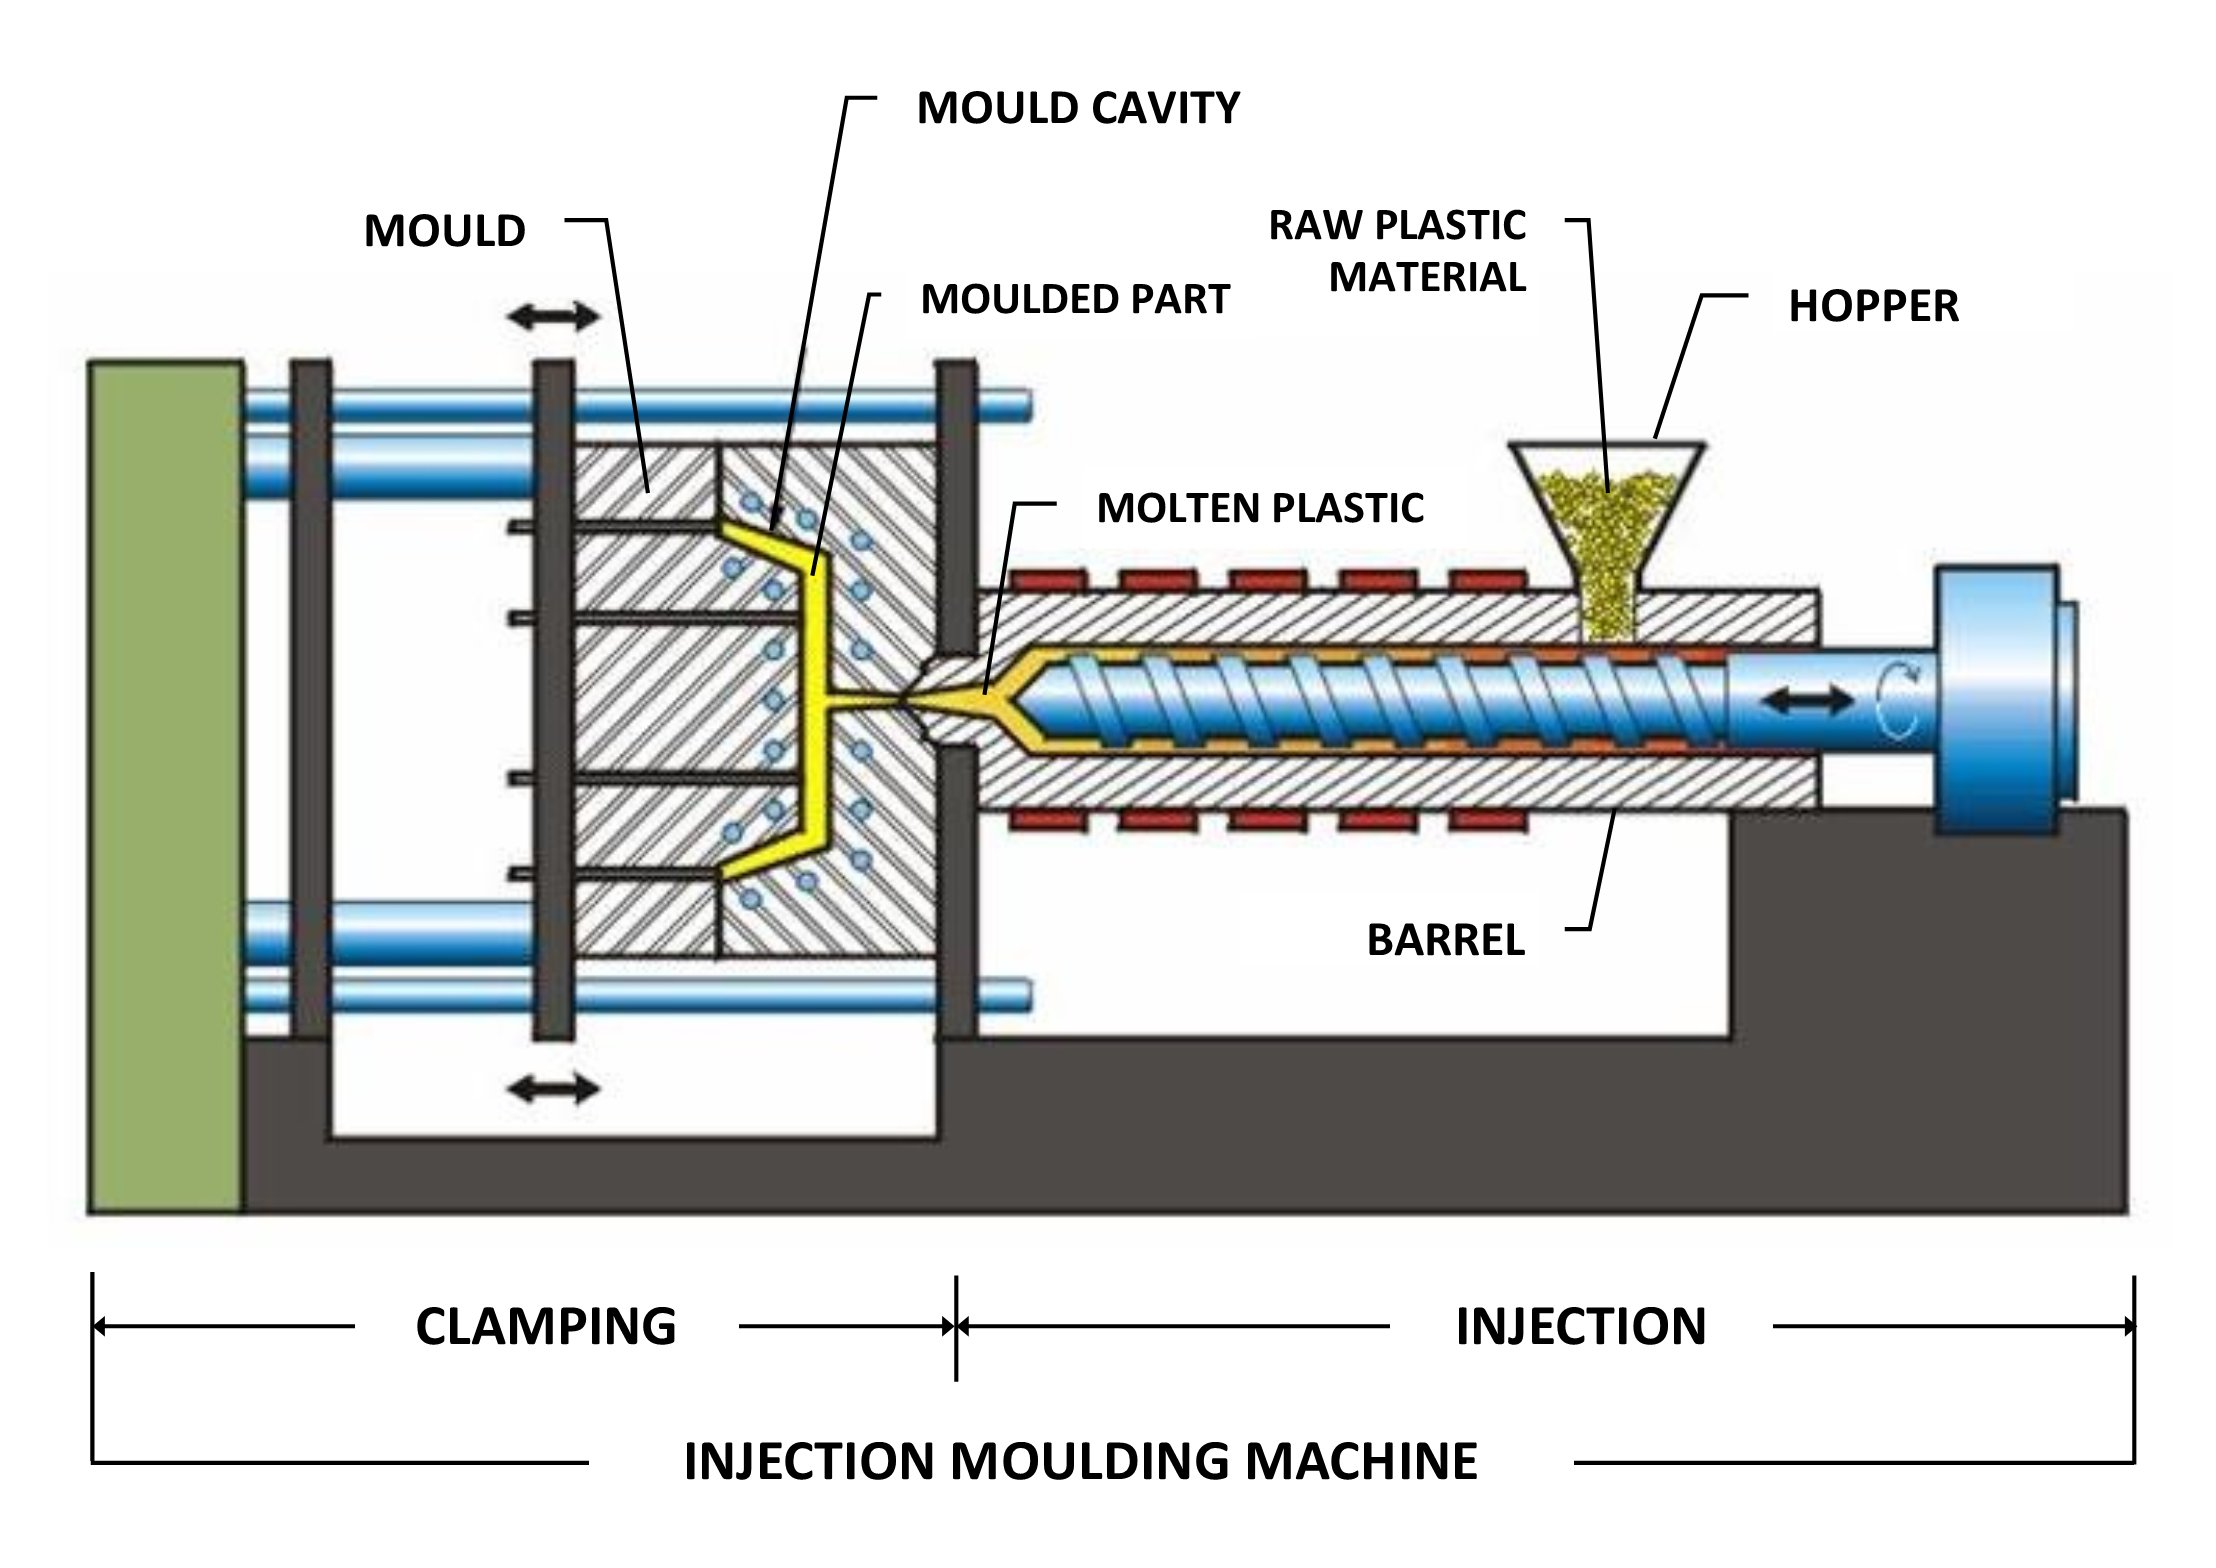 MOULD CAVITY
MOULD
RAW PLASTIC
MATERIAL
MOULDED PART
HOPPER
MOLTEN PLASTIC
BARREL
CLAMPING
INJECTION
INJECTION MOULDING MACHINE